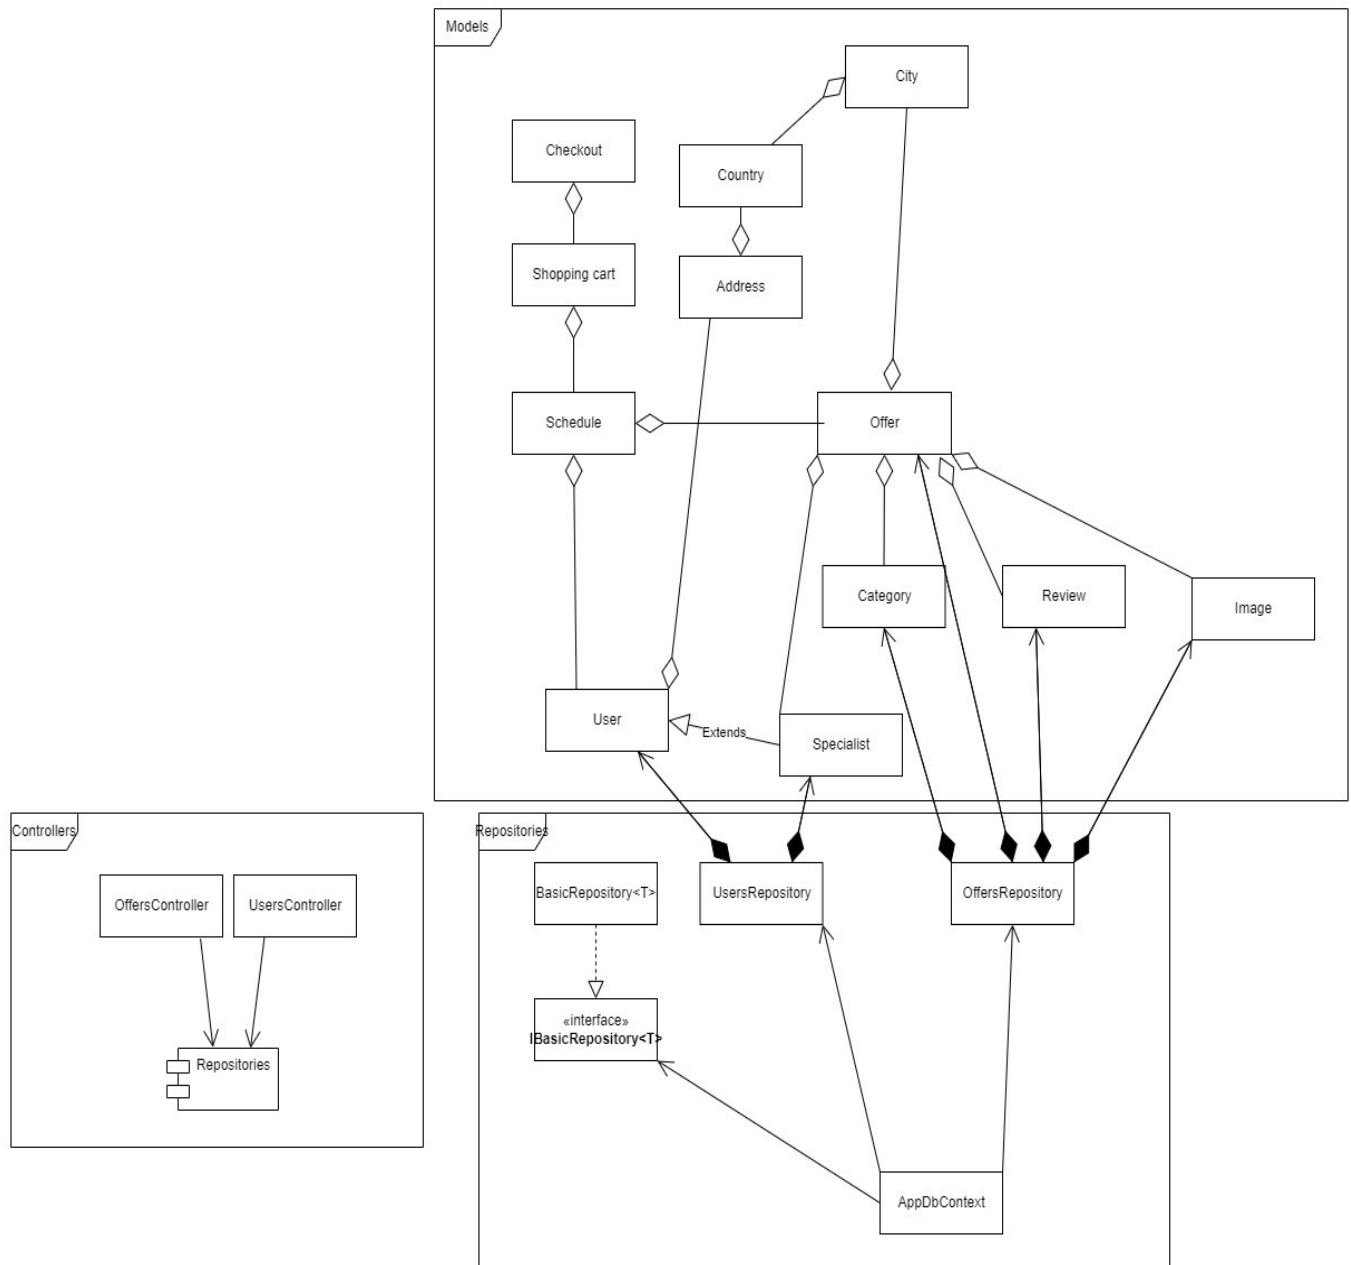 Models
City
Checkout
Country
Shopping cart
Address
Schedule
Offer
Category
Review
Image
User
Extends
Specialist
Controllers
Repositories
OffersController
UsersController
BasicRepository<T>
UsersRepository
OffersRepository
«interface»
IBasicRepository<T>
Repositories
AppDbContext